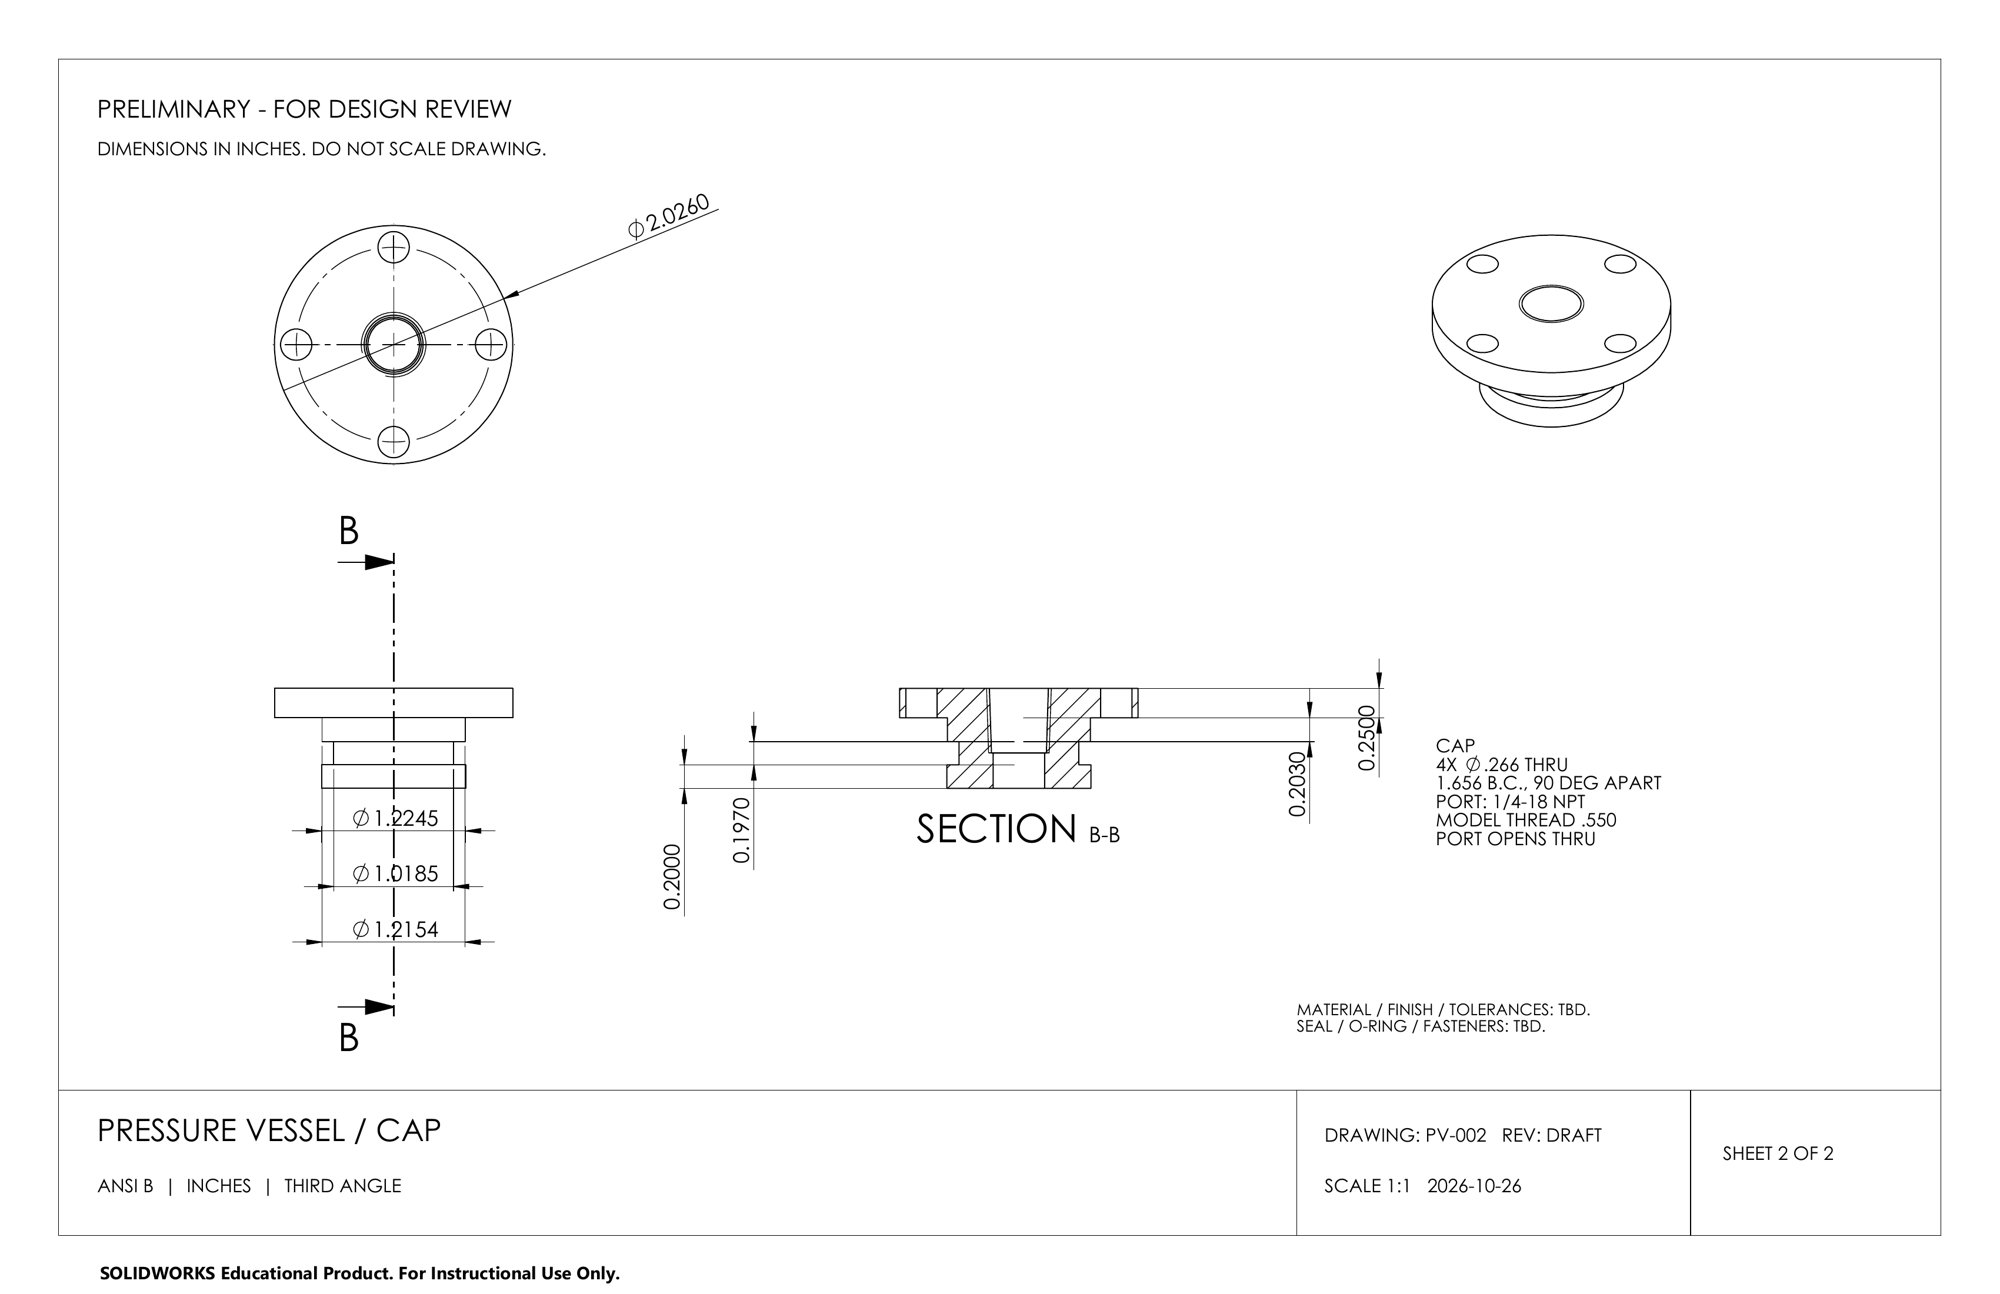 PRELIMINARY - FOR DESIGN REVIEW
DIMENSIONS IN INCHES. DO NOT SCALE DRAWING.
∅2.0260
B
∅1.2245
∅1.0185
∅1.2154
B
0.2000
0.1970
SECTION B-B
0.2030
0.2500
CAP
4X ∅.266 THRU
1.656 B.C., 90 DEG APART
PORT: 1/4-18 NPT
MODEL THREAD .550
PORT OPENS THRU
MATERIAL / FINISH / TOLERANCES: TBD.
SEAL / O-RING / FASTENERS: TBD.
PRESSURE VESSEL / CAP
ANSI B | INCHES | THIRD ANGLE
DRAWING: PV-002 REV: DRAFT
SCALE 1:1 2026-10-26
SHEET 2 OF 2
SOLIDWORKS Educational Product. For Instructional Use Only.